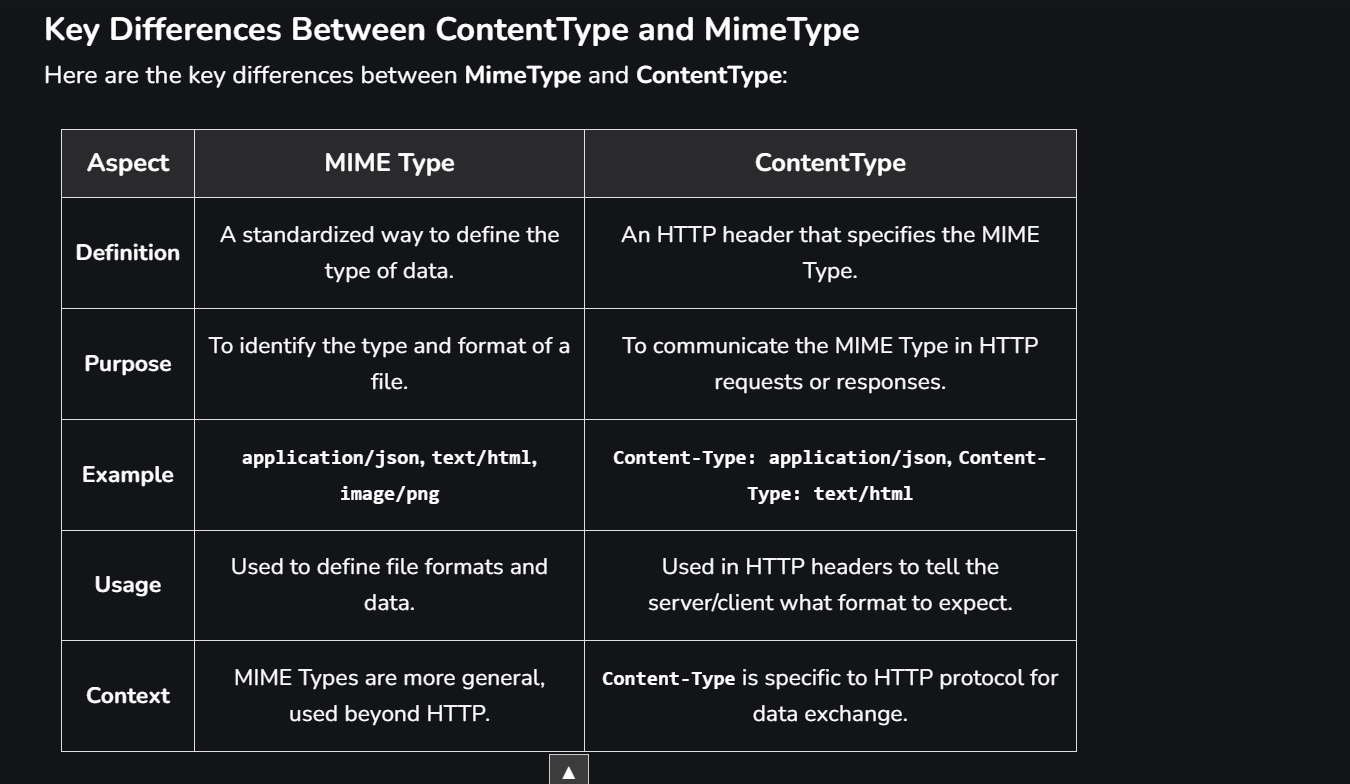 Key Differences Between ContentType and MimeType
Here are the key differences between MimeType and ContentType:
Aspect
MIME Type
ContentType
Definition
A standardized way to define the
type of data.
An HTTP header that specifies the MIME
Type.
Purpose
To identify the type and format of a
file.
To communicate the MIME Type in HTTP
requests or responses.
Example
application/json, text/html,
image/png
Content-Type: application/json, Content-
Type: text/html
Usage
Used to define file formats and
data.
Used in HTTP headers to tell the
server/client what format to expect.
Context
MIME Types are more general,
used beyond HTTP.
Content-Type is specific to HTTP protocol for
data exchange.